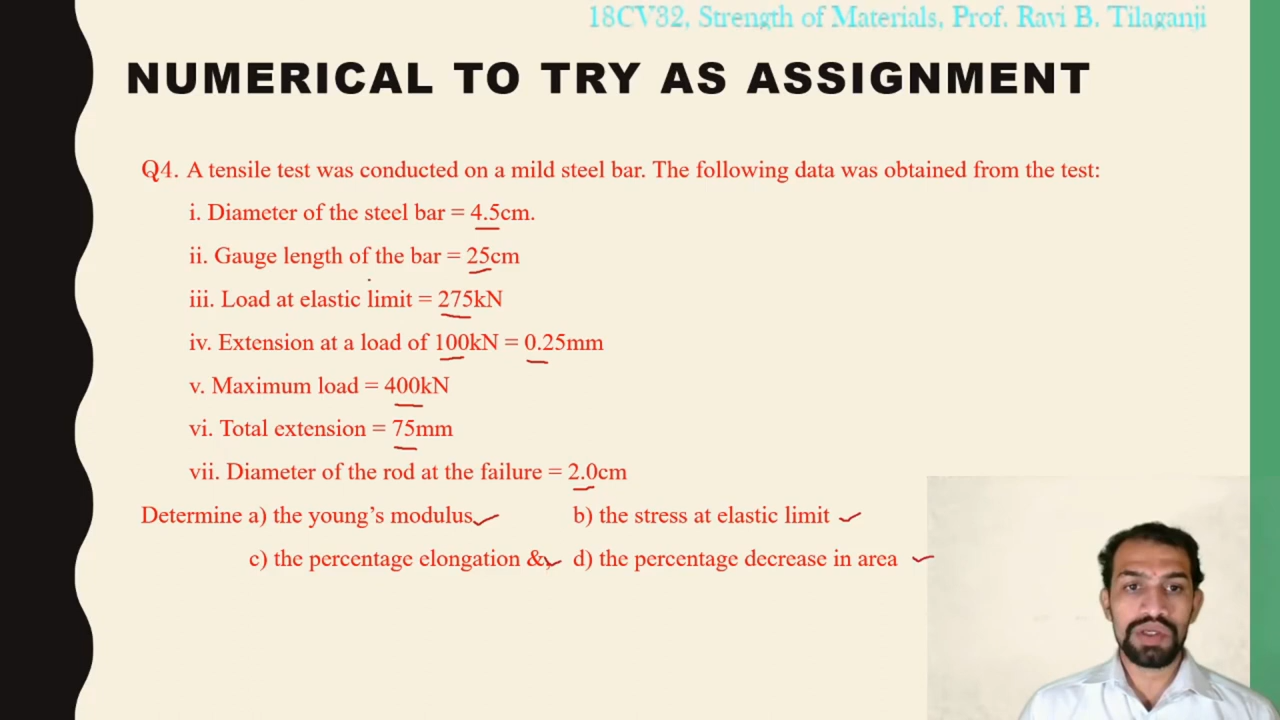 18CV32, Strength of Materials, Prof. Ravi B. Tilaganji
NUMERICAL TO TRY AS ASSIGNMENT
Q4. A tensile test was conducted on a mild steel bar. The following data was obtained from the test:
i. Diameter of the steel bar = 4.5cm.
ii. Gauge length of the bar = 25cm
iii. Load at elastic limit = 275kN
iv. Extension at a load of 100kN = 0.25mm
v. Maximum load = 400kN
vi. Total extension = 75mm
vii. Diameter of the rod at the failure = 2.0cm
Determine a) the young’s modulus, b) the stress at elastic limit
c) the percentage elongation &, d) the percentage decrease in area